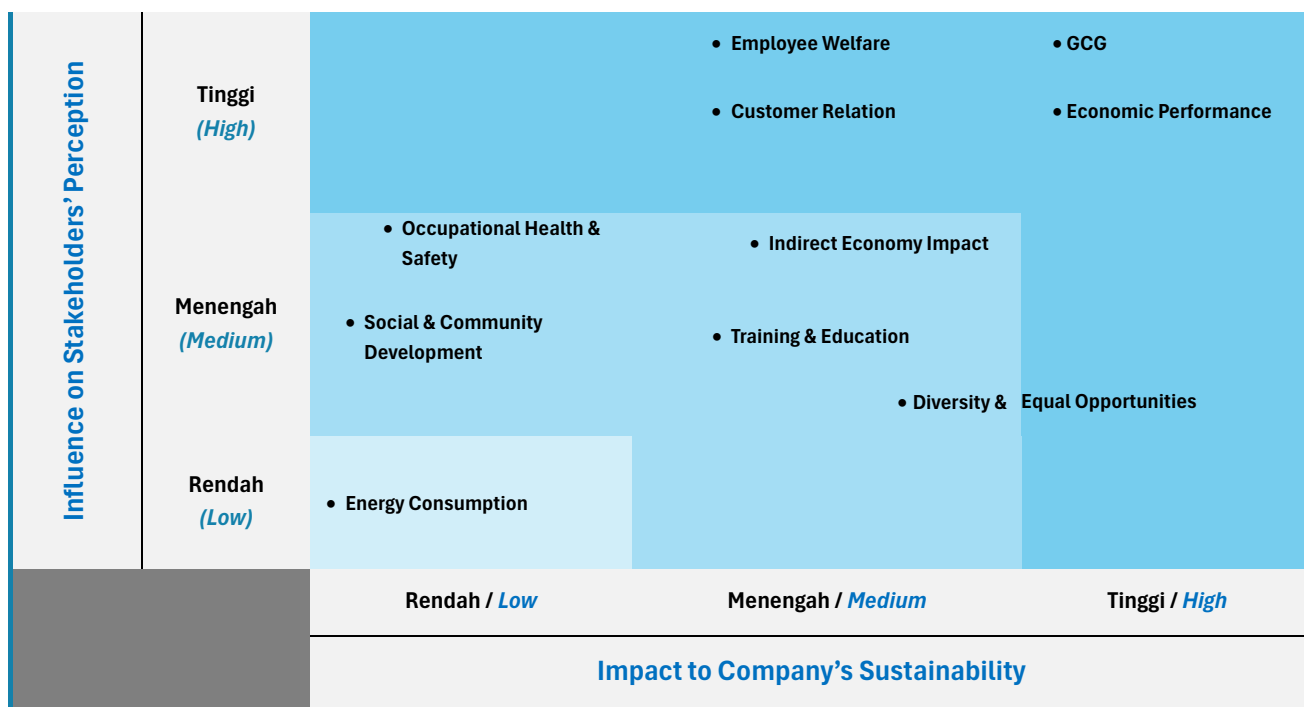 Influence on Stakeholders’ Perception
Tinggi
(High)
• Employee Welfare
• GCG
• Customer Relation
• Economic Performance
Menengah
(Medium)
• Occupational Health &
Safety
• Indirect Economy Impact
• Social & Community
Development
• Training & Education
• Diversity & Equal Opportunities
Rendah
(Low)
• Energy Consumption
Rendah / Low
Menengah / Medium
Tinggi / High
Impact to Company’s Sustainability